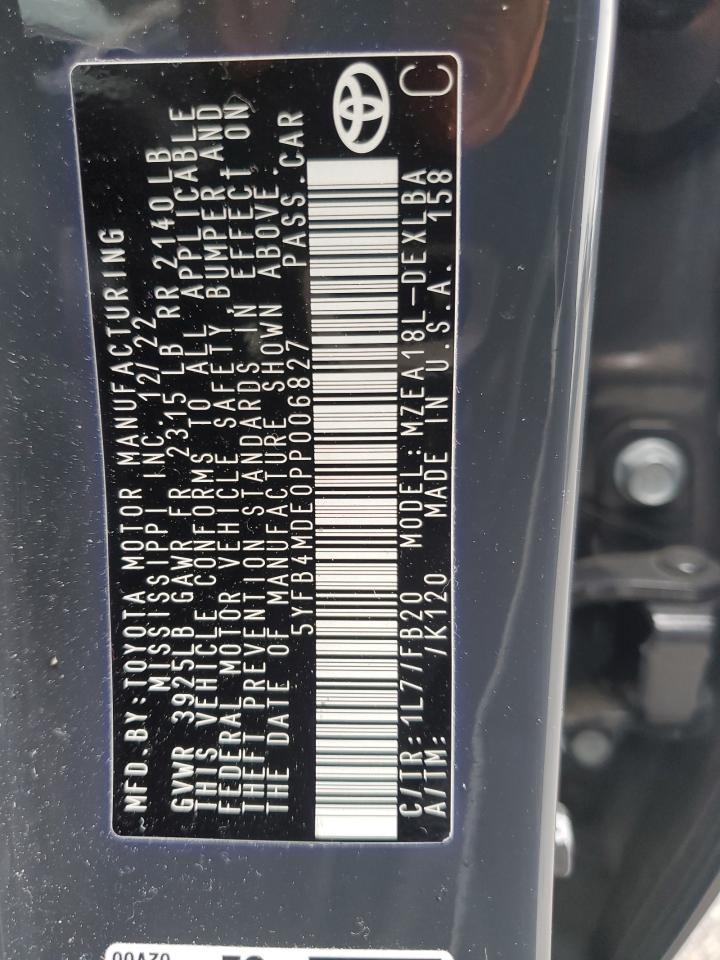 MFD. BY: TOYOTA MOTOR MANUFACTURING
MISSISSIPPI INC. 12/22
GVWR 3925LB GAWR FR 2315 LB RR 2140LB
THIS VEHICLE CONFORMS TO ALL APPLICABLE
FEDERAL MOTOR VEHICLE SAFETY, BUMPER AND
THEFT PREVENTION STANDARDS IN EFFECT ON
THE DATE OF MANUFACTURE SHOWN ABOVE.
5YFB4MDE0PP006827 PASS. CAR
C/TR: 1L7 /FB20 MODEL: MZEA18L-DEXLBA
A/TM: /K120 MADE IN U.S.A. 158
C